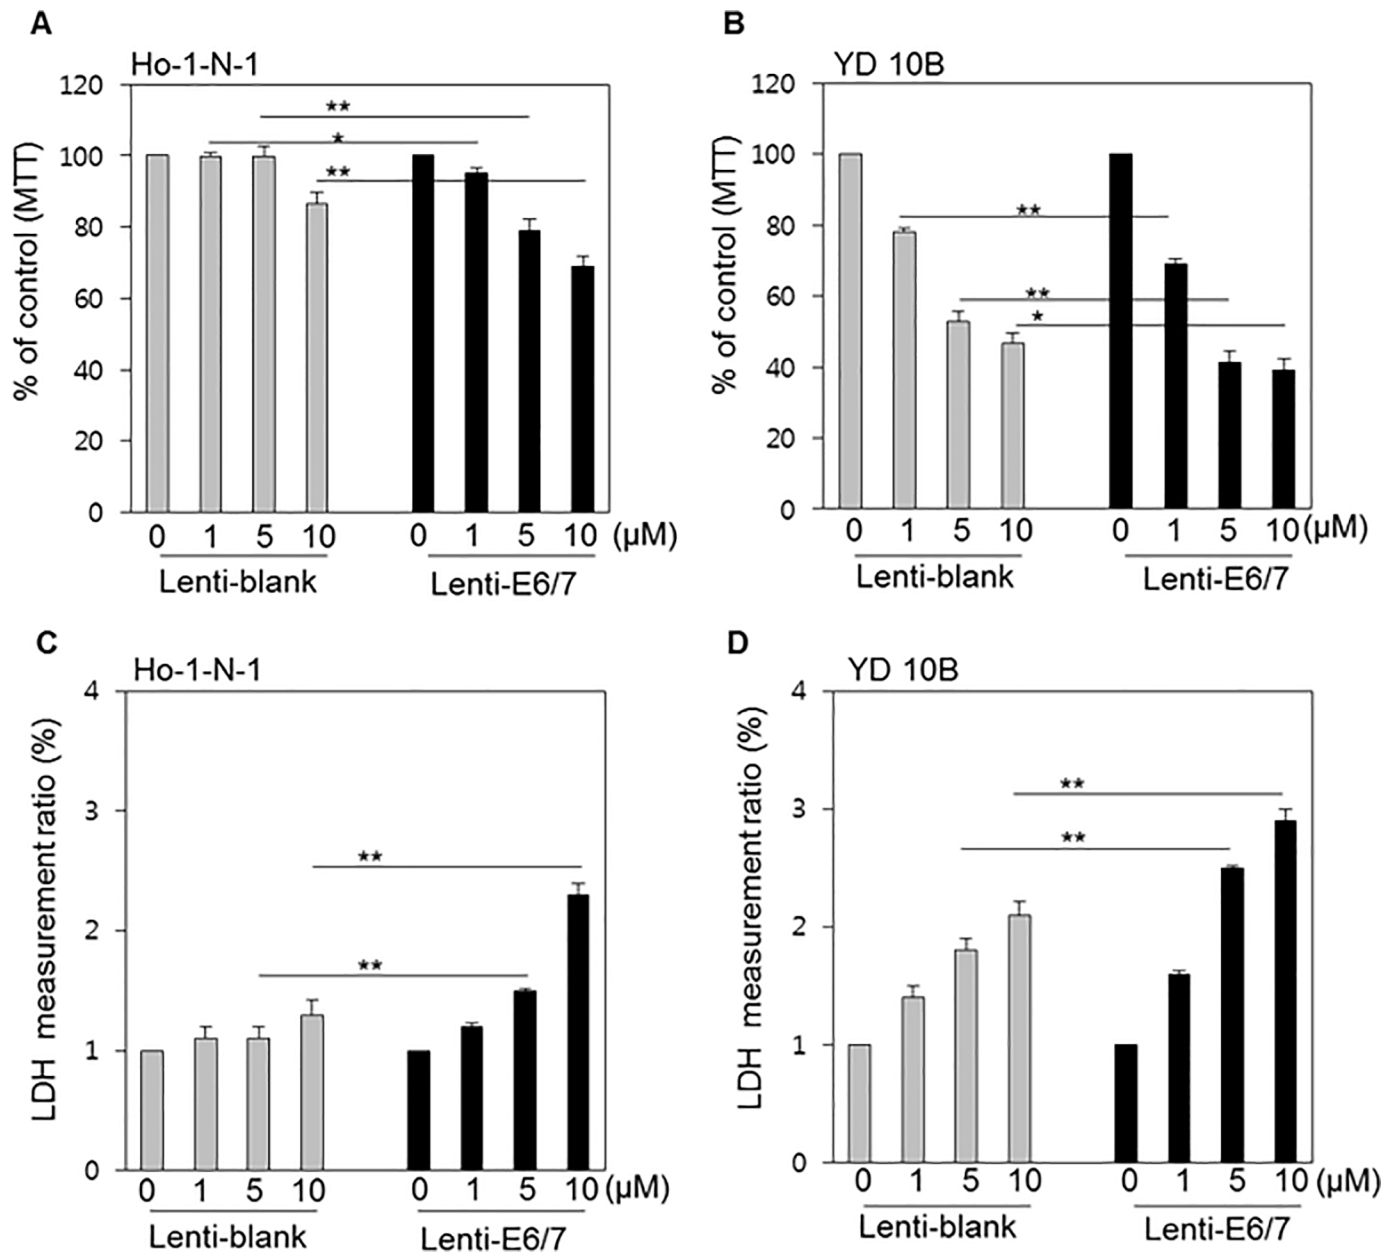 A
Ho-1-N-1
% of control (MTT)
120
100
80
60
40
20
0
**
*
**
0 1 5 10 0 1 5 10 (µM)
Lenti-blank Lenti-E6/7
B
YD 10B
% of control (MTT)
120
100
80
60
40
20
0
**
**
*
0 1 5 10 0 1 5 10 (µM)
Lenti-blank Lenti-E6/7
C
Ho-1-N-1
LDH measurement ratio (%)
4
3
2
1
0
**
**
0 1 5 10 0 1 5 10 (µM)
Lenti-blank Lenti-E6/7
D
YD 10B
LDH measurement ratio (%)
4
3
2
1
0
**
**
0 1 5 10 0 1 5 10 (µM)
Lenti-blank Lenti-E6/7